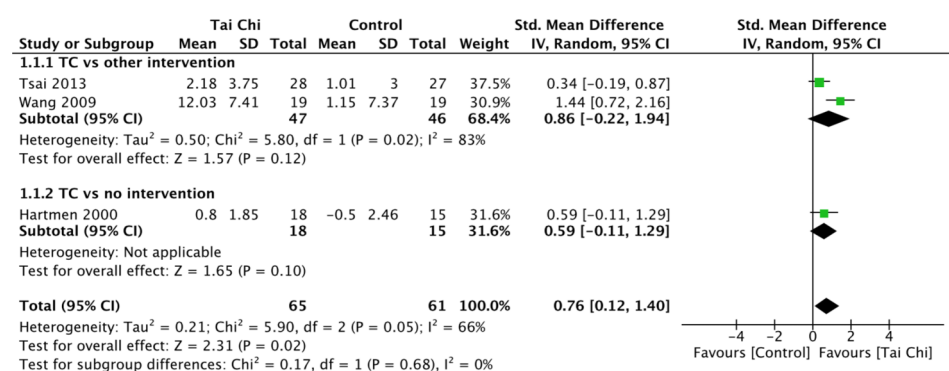 Tai Chi Control Std. Mean Difference Std. Mean Difference
Study or Subgroup Mean SD Total Mean SD Total Weight IV, Random, 95% CI IV, Random, 95% CI
1.1.1 TC vs other intervention
Tsai 2013 2.18 3.75 28 1.01 3 27 37.5% 0.34 [-0.19, 0.87]
Wang 2009 12.03 7.41 19 1.15 7.37 19 30.9% 1.44 [0.72, 2.16]
Subtotal (95% CI) 47 46 68.4% 0.86 [-0.22, 1.94]
Heterogeneity: Tau² = 0.50; Chi² = 5.80, df = 1 (P = 0.02); I² = 83%
Test for overall effect: Z = 1.57 (P = 0.12)
1.1.2 TC vs no intervention
Hartmen 2000 0.8 1.85 18 -0.5 2.46 15 31.6% 0.59 [-0.11, 1.29]
Subtotal (95% CI) 18 15 31.6% 0.59 [-0.11, 1.29]
Heterogeneity: Not applicable
Test for overall effect: Z = 1.65 (P = 0.10)
Total (95% CI) 65 61 100.0% 0.76 [0.12, 1.40]
Heterogeneity: Tau² = 0.21; Chi² = 5.90, df = 2 (P = 0.05); I² = 66%
Test for overall effect: Z = 2.31 (P = 0.02)
Test for subgroup differences: Chi² = 0.17, df = 1 (P = 0.68), I² = 0%
-4 -2 0 2 4
Favours [Control] Favours [Tai Chi]